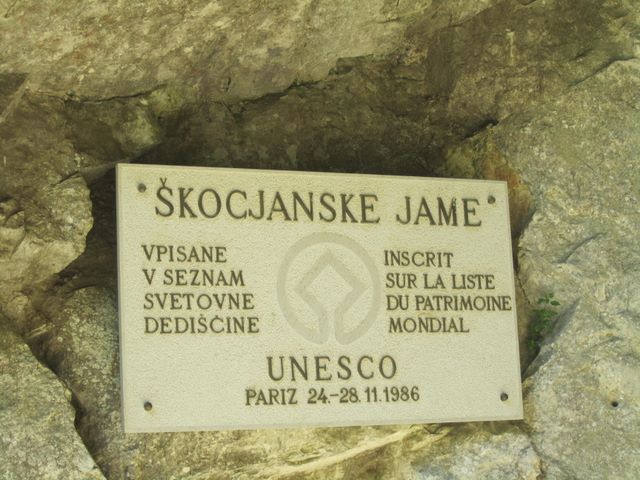 ŠKOCJANSKE JAME
VPISANE
V SEZNAM
SVETOVNE
DEDIŠČINE
INSCRIT
SUR LA LISTE
DU PATRIMOINE
MONDIAL
UNESCO
PARIZ 24.-28.11.1986